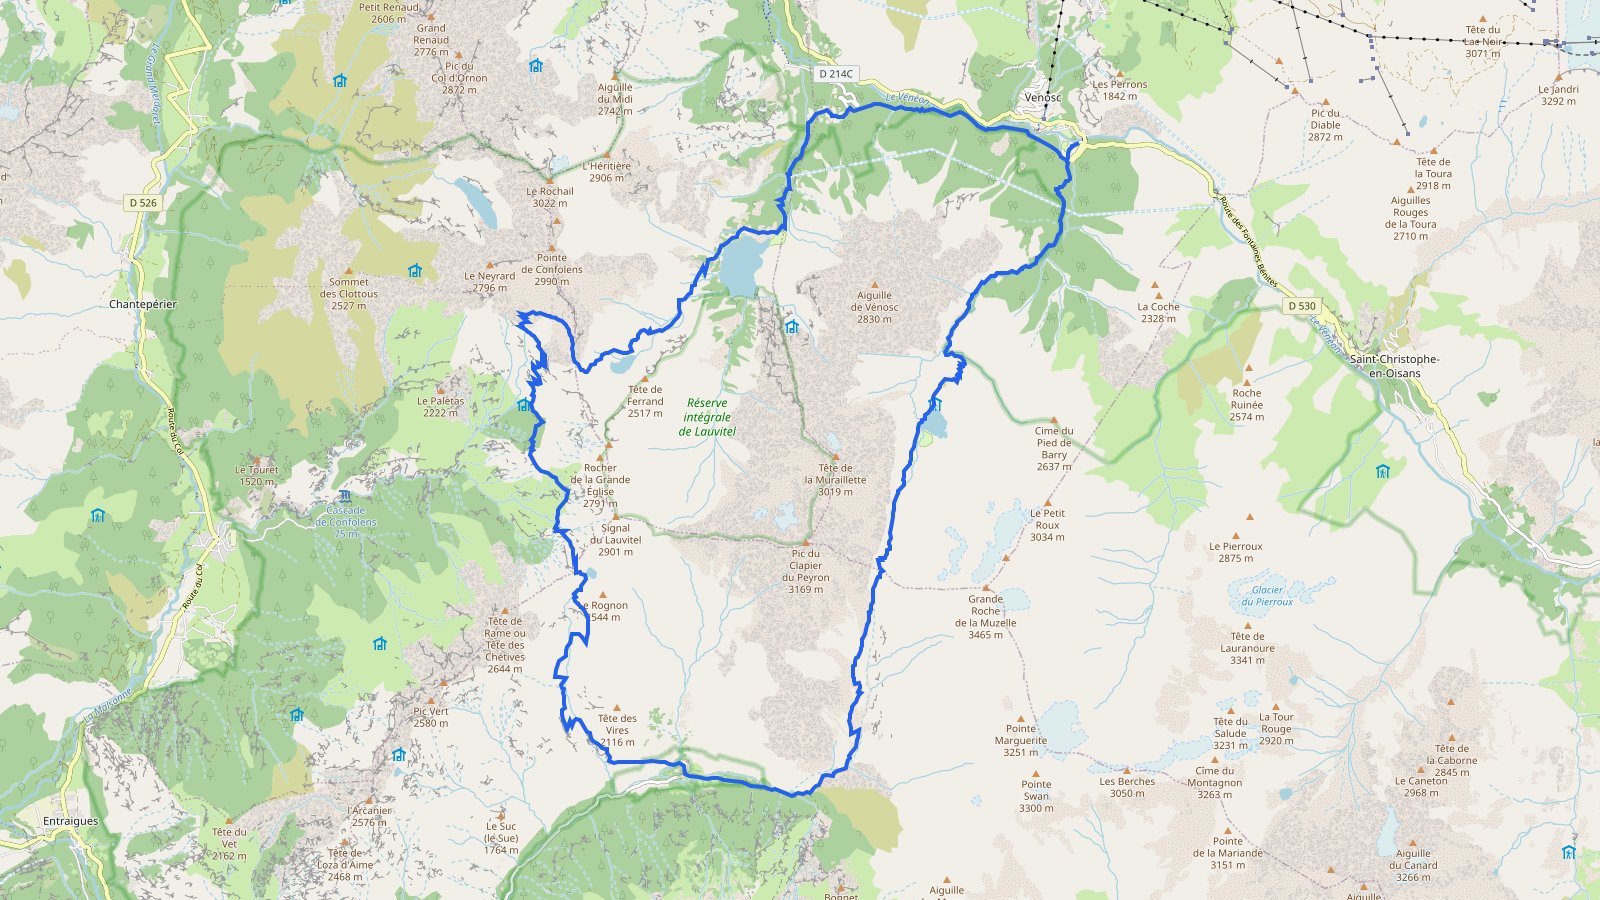 Petit Renaud
2606 m
Grand
Renaud
2776 m
Pic du
Col d'Ornon
2872 m
Aiguille
du Midi
2742 m
D 214C
Le Vénéon
Venosc
Les Perrons
1842 m
Tête du
Lac Noir
3071 m
Le Jandri
3292 m
Pic du
Diable
2872 m
Tête de
la Toura
2918 m
Aiguilles
Rouges
de la Toura
2710 m
L'Héritière
2906 m
Le Rochail
3022 m
D 526
Route des Fontaines Bénites
Pointe
de Confolens
2990 m
Le Neyrard
2796 m
Sommet
des Clottous
2527 m
Chantepérier
Aiguille
de Vénosc
2830 m
La Coche
2328 m
D 530
Le Vénéon
Saint-Christophe-
en-Oisans
Le Paletas
2222 m
Tête de
Ferrand
2517 m
Réserve
intégrale
de Lauvitel
Roche
Ruinée
2574 m
Cime du
Pied de
Barry
2637 m
Route du Col
Le Touret
1520 m
Cascade
de Confolens
75 m
Rocher
de la Grande
Église
2791 m
Tête de
la Muraillette
3019 m
Signal
du Lauvitel
2901 m
Le Petit
Roux
3034 m
Pic du
Clapier
du Peyron
3169 m
Le Pierroux
2875 m
Glacier
du Pierroux
Route du Col
Grande
Roche
de la Muzelle
3465 m
Tête de
Rame ou
Tête des
Chétives
2644 m
Tête de
Lauranoure
3341 m
La Malsanne
Pic Vert
2580 m
Tête des
Vires
2116 m
Pointe
Marguerite
3251 m
Tête du
Salude
3231 m
La Tour
Rouge
2920 m
Tête de
la Caborne
2845 m
Les Berches
3050 m
Cime du
Montagnon
3263 m
Le Caneton
2968 m
Pointe
Swan
3300 m
Entraigues
L'Arcanier
2576 m
Tête du
Vet
2162 m
Le Suc
(le Sue)
1764 m
Tête de
Loza d'Aime
2468 m
Pointe
de la Mariande
3151 m
Aiguille
du Canard
3266 m
Bonnet
Aiguille
Aiguille